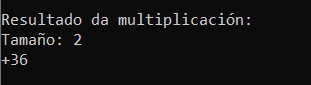 Resultado da multiplicación:
Tamaño: 2
+36